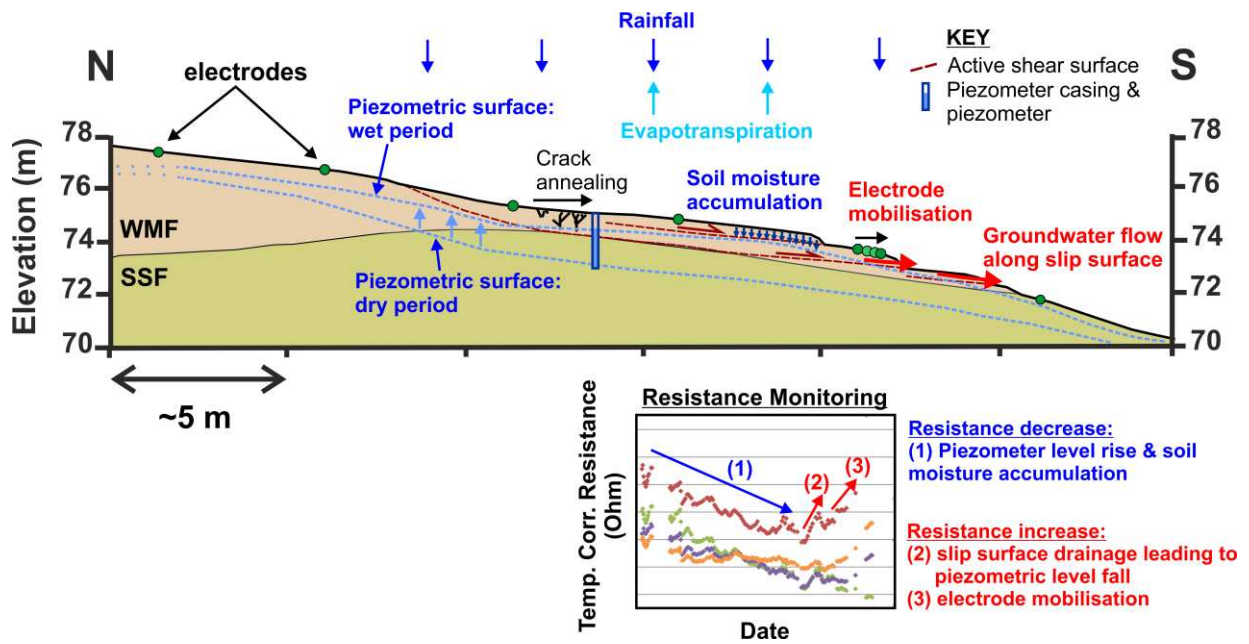 Rainfall
KEY
N
S
electrodes
Active shear surface
Piezometer casing &
piezometer
Piezometric surface:
wet period
Evapotranspiration
Elevation (m)
78
76
74
72
70
78
76
74
72
70
Crack
annealing
Soil moisture
accumulation
Electrode
mobilisation
Groundwater flow
along slip surface
WMF
SSF
Piezometric surface:
dry period
~5 m
Resistance Monitoring
Temp. Corr. Resistance
(Ohm)
(1)
(2)
(3)
Date
Resistance decrease:
(1) Piezometer level rise & soil
moisture accumulation
Resistance increase:
(2) slip surface drainage leading to
piezometric level fall
(3) electrode mobilisation